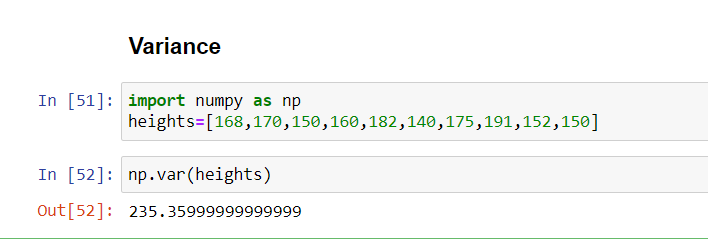 Variance
In [51]: import numpy as np
heights=[168,170,150,160,182,140,175,191,152,150]
In [52]: np.var(heights)
Out[52]: 235.35999999999999